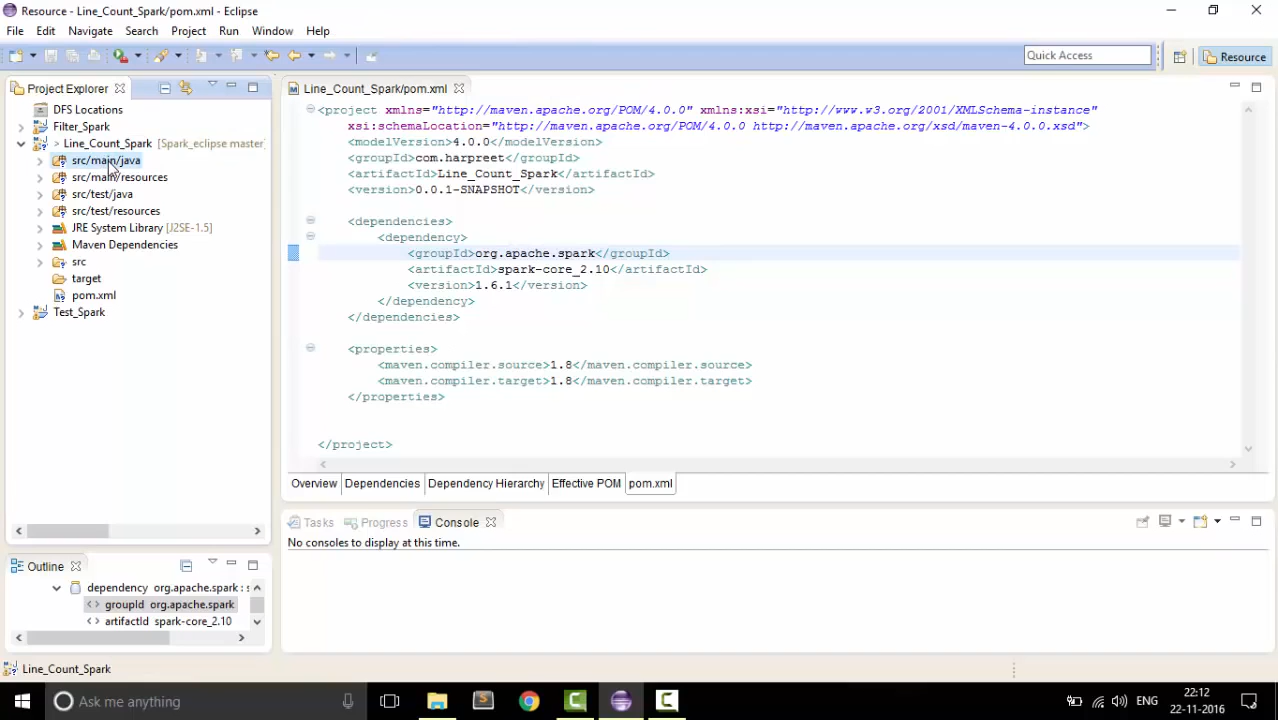 Resource - Line_Count_Spark/pom.xml - Eclipse
File Edit Navigate Search Project Run Window Help
Quick Access
Resource
Project Explorer
DFS Locations
Filter_Spark
> Line_Count_Spark [Spark_eclipse master]
src/main/java
src/main/resources
src/test/java
src/test/resources
JRE System Library [J2SE-1.5]
Maven Dependencies
src
target
pom.xml
Test_Spark
Line_Count_Spark/pom.xml
<project xmlns="http://maven.apache.org/POM/4.0.0" xmlns:xsi="http://www.w3.org/2001/XMLSchema-instance"
xsi:schemaLocation="http://maven.apache.org/POM/4.0.0 http://maven.apache.org/xsd/maven-4.0.0.xsd">
<modelVersion>4.0.0</modelVersion>
<groupId>com.harpreet</groupId>
<artifactId>Line_Count_Spark</artifactId>
<version>0.0.1-SNAPSHOT</version>
<dependencies>
<dependency>
<groupId>org.apache.spark</groupId>
<artifactId>spark-core_2.10</artifactId>
<version>1.6.1</version>
</dependency>
</dependencies>
<properties>
<maven.compiler.source>1.8</maven.compiler.source>
<maven.compiler.target>1.8</maven.compiler.target>
</properties>
</project>
Overview Dependencies Dependency Hierarchy Effective POM pom.xml
Tasks Progress Console
No consoles to display at this time.
Outline
dependency org.apache.spark :
groupId org.apache.spark
artifactId spark-core_2.10
Line_Count_Spark
Ask me anything
ENG
22:12
22-11-2016